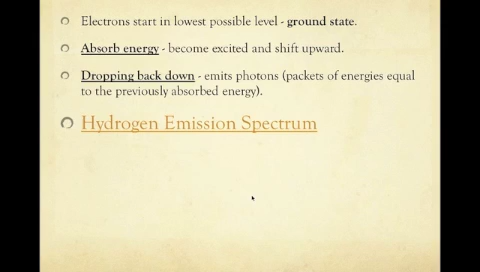 Electrons start in lowest possible level - ground state.
Absorb energy - become excited and shift upward.
Dropping back down - emits photons (packets of energies equal
to the previously absorbed energy).
Hydrogen Emission Spectrum